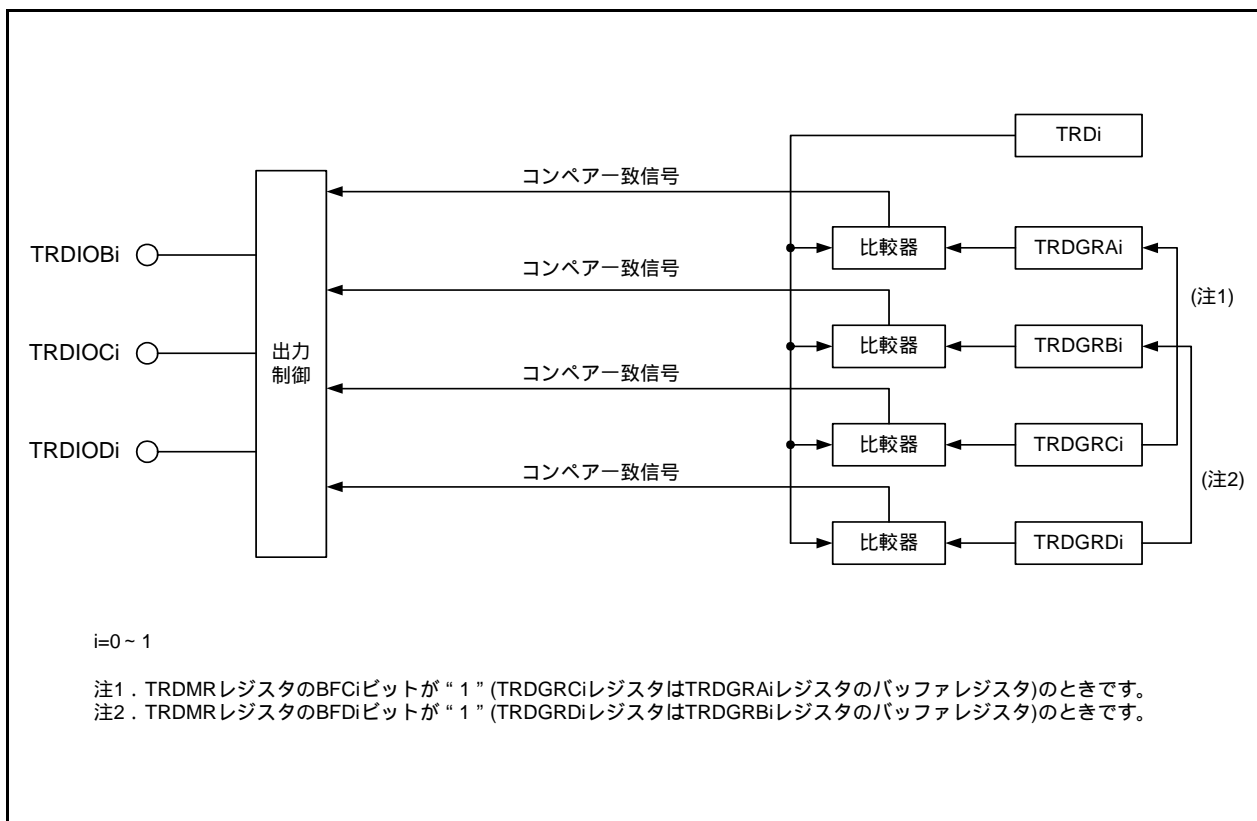 TRDi
コンペア一致信号
比較器
TRDGRAi
TRDIOBi
(注1)
コンペア一致信号
比較器
TRDGRBi
TRDIOCi
出力
制御
コンペア一致信号
比較器
TRDGRCi
TRDIODi
(注2)
コンペア一致信号
比較器
TRDGRDi
i=0~1
注1．TRDMRレジスタのBFCiビットが“1”(TRDGRCiレジスタはTRDGRAiレジスタのバッファレジスタ)のときです。
注2．TRDMRレジスタのBFDiビットが“1”(TRDGRDiレジスタはTRDGRBiレジスタのバッファレジスタ)のときです。